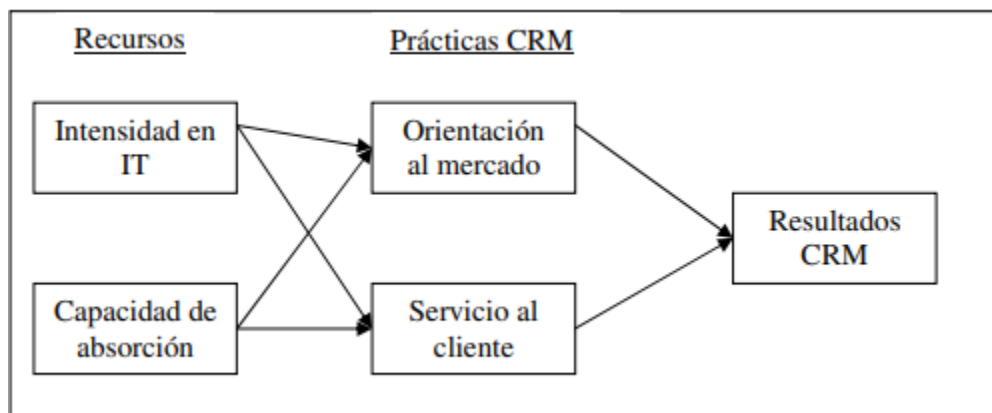 Recursos
Prácticas CRM
Intensidad en
IT
Orientación
al mercado
Resultados
CRM
Capacidad de
absorción
Servicio al
cliente